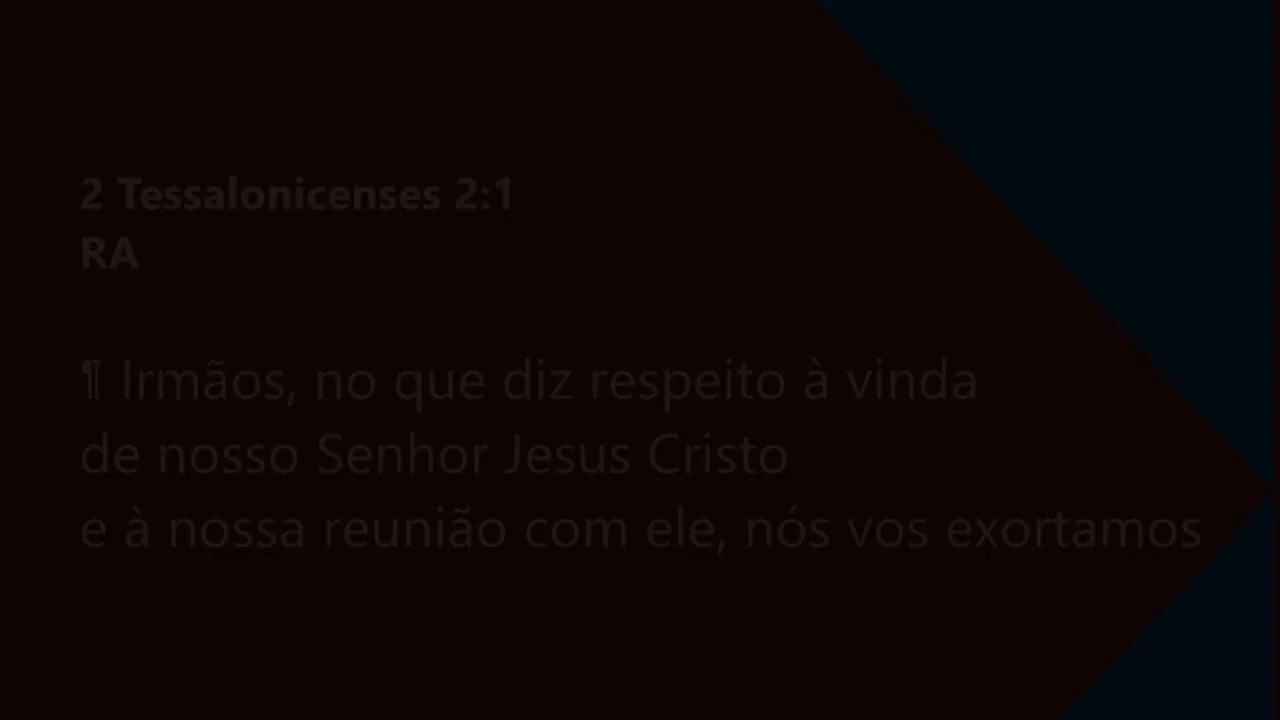 2 Tessalonicenses 2:1
RA
¶ Irmãos, no que diz respeito à vinda
de nosso Senhor Jesus Cristo
e à nossa reunião com ele, nós vos exortamos